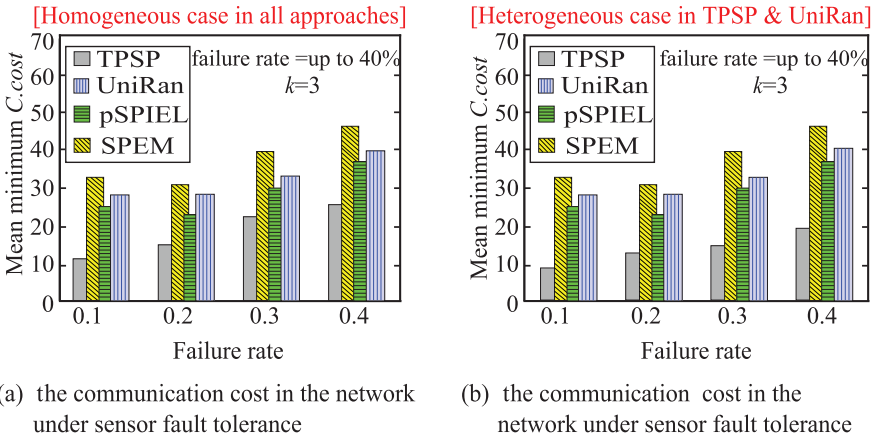 [Homogeneous case in all approaches]
70
60
50
40
30
20
10
0
Mean minimum C.cost
TPSP
UniRan
pSPIEL
SPEM
failure rate =up to 40%
k=3
0.1 0.2 0.3 0.4
Failure rate
(a) the communication cost in the network
under sensor fault tolerance
[Heterogeneous case in TPSP & UniRan]
70
60
50
40
30
20
10
0
Mean minimum C.cost
TPSP
UniRan
pSPIEL
SPEM
failure rate =up to 40%
k=3
0.1 0.2 0.3 0.4
Failure rate
(b) the communication cost in the
network under sensor fault tolerance